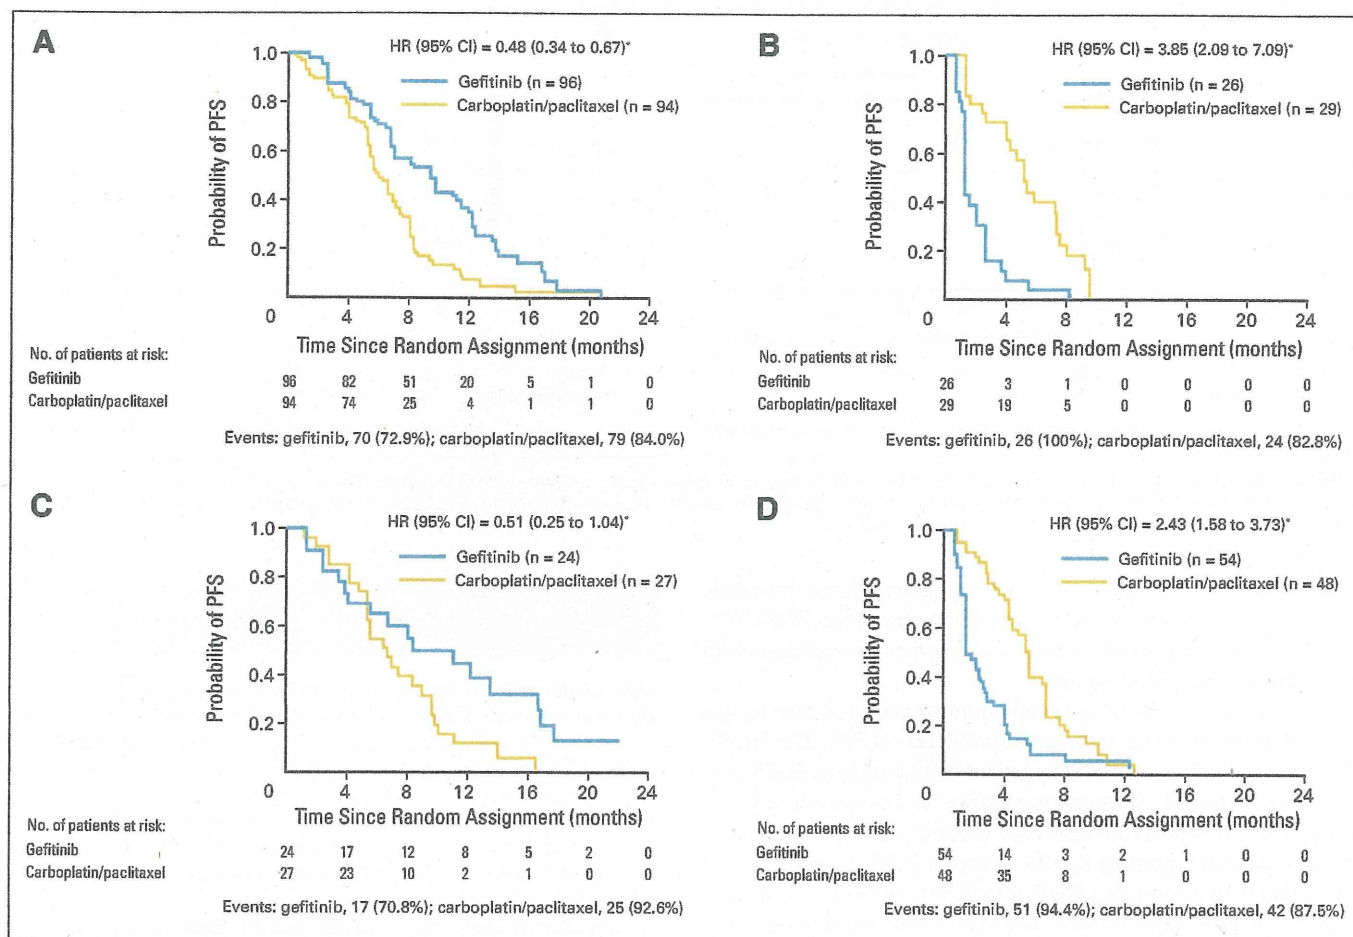 A
HR (95% CI) = 0.48 (0.34 to 0.67)*
Gefitinib (n = 96)
Carboplatin/paclitaxel (n = 94)
Probability of PFS
1.0
0.8
0.6
0.4
0.2
0 4 8 12 16 20 24
Time Since Random Assignment (months)
No. of patients at risk:
Gefitinib 96 82 51 20 5 1 0
Carboplatin/paclitaxel 94 74 25 4 1 1 0
Events: gefitinib, 70 (72.9%); carboplatin/paclitaxel, 79 (84.0%)
B
HR (95% CI) = 3.85 (2.09 to 7.09)*
Gefitinib (n = 26)
Carboplatin/paclitaxel (n = 29)
Probability of PFS
1.0
0.8
0.6
0.4
0.2
0 4 8 12 16 20 24
Time Since Random Assignment (months)
No. of patients at risk:
Gefitinib 26 3 1 0 0 0 0
Carboplatin/paclitaxel 29 19 5 0 0 0 0
Events: gefitinib, 26 (100%); carboplatin/paclitaxel, 24 (82.8%)
C
HR (95% CI) = 0.51 (0.25 to 1.04)*
Gefitinib (n = 24)
Carboplatin/paclitaxel (n = 27)
Probability of PFS
1.0
0.8
0.6
0.4
0.2
0 4 8 12 16 20 24
Time Since Random Assignment (months)
No. of patients at risk:
Gefitinib 24 17 12 8 5 2 0
Carboplatin/paclitaxel 27 23 10 2 1 0 0
Events: gefitinib, 17 (70.8%); carboplatin/paclitaxel, 25 (92.6%)
D
HR (95% CI) = 2.43 (1.58 to 3.73)*
Gefitinib (n = 54)
Carboplatin/paclitaxel (n = 48)
Probability of PFS
1.0
0.8
0.6
0.4
0.2
0 4 8 12 16 20 24
Time Since Random Assignment (months)
No. of patients at risk:
Gefitinib 54 14 3 2 1 0 0
Carboplatin/paclitaxel 48 35 8 1 0 0 0
Events: gefitinib, 51 (94.4%); carboplatin/paclitaxel, 42 (87.5%)